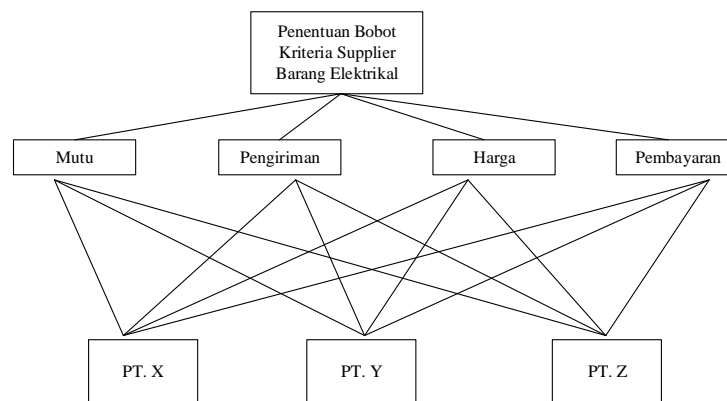 Penentuan Bobot
Kriteria Supplier
Barang Elektrikal
Mutu
Pengiriman
Harga
Pembayaran
PT. X
PT. Y
PT. Z